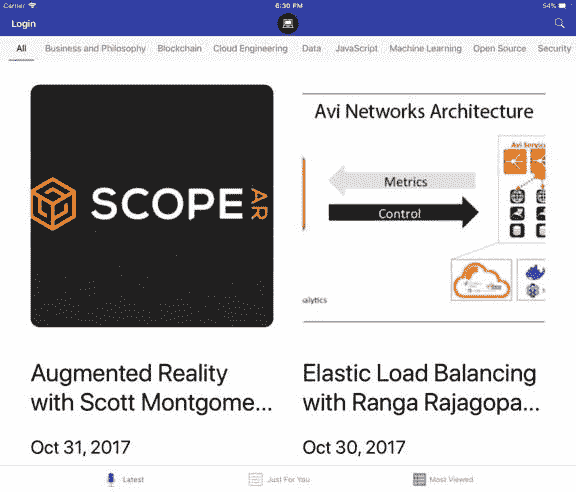 Carrier 6:30 PM 54%
Login
All Business and Philosophy Blockchain Cloud Engineering Data JavaScript Machine Learning Open Source Security
SCOPE AR
Avi Networks Architecture
Avi Servic
Metrics
Control
alytics
Augmented Reality
with Scott Montgome...
Elastic Load Balancing
with Ranga Rajagopa...
Oct 31, 2017
Oct 30, 2017
Latest Just For You Most Viewed